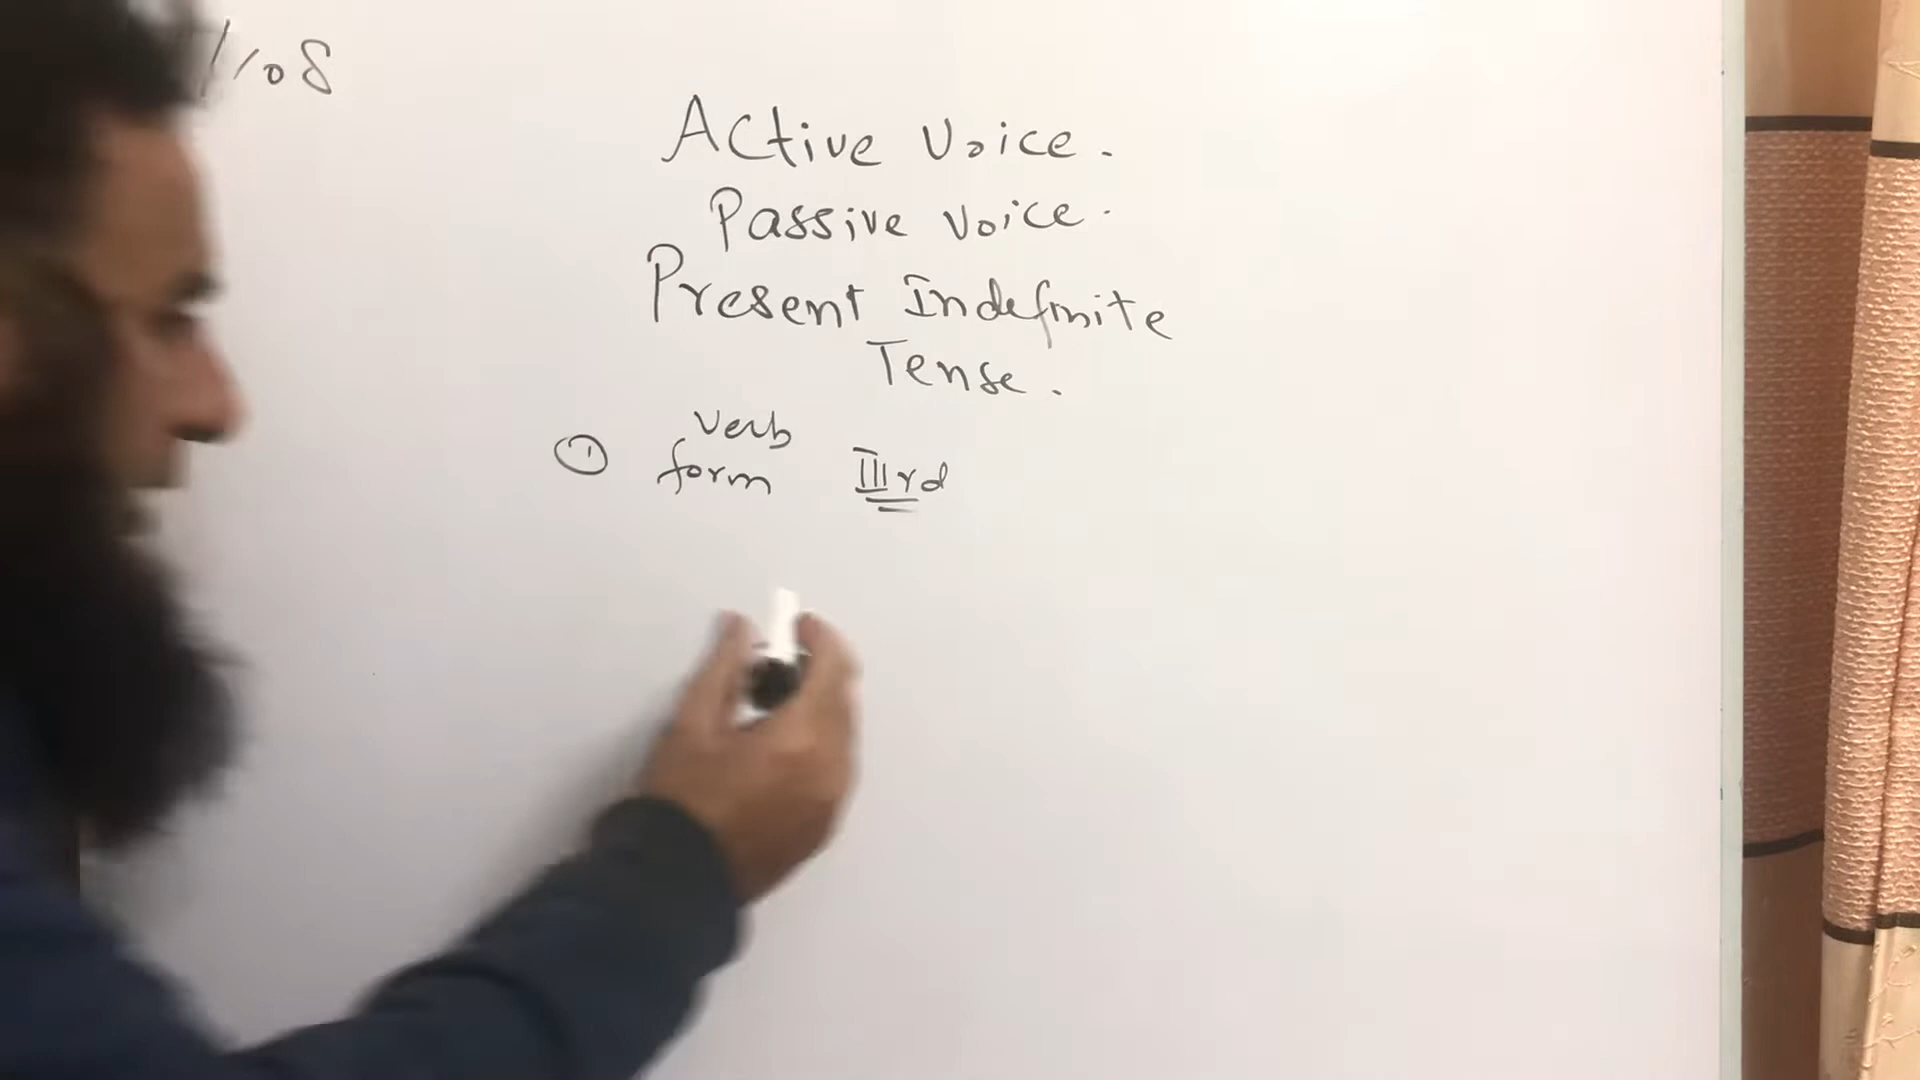 Active Voice.
Passive Voice.
Present Indefinite
Tense.
① verb
form IIIrd